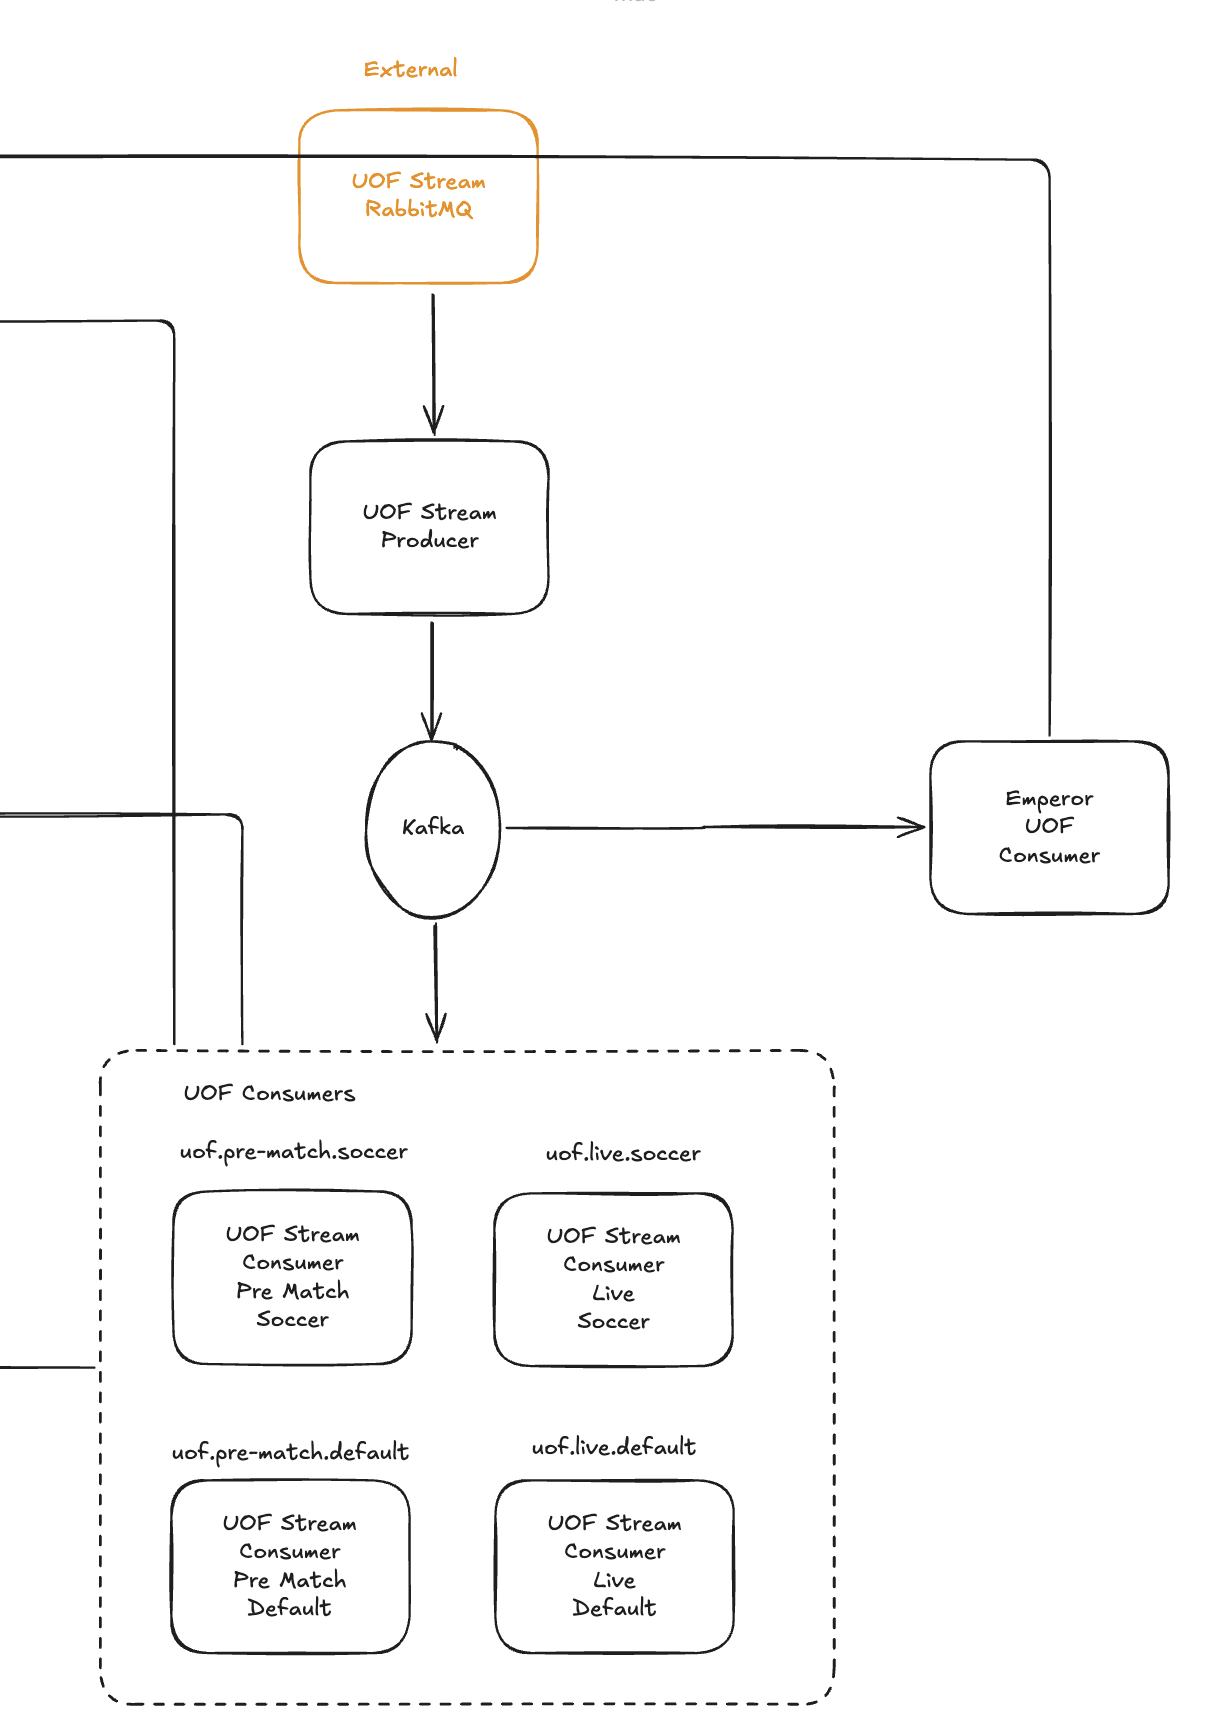 External
UOF Stream
RabbitMQ
UOF Stream
Producer
Kafka
Emperor
UOF
Consumer
UOF Consumers
uof.pre-match.soccer
uof.live.soccer
UOF Stream
Consumer
Pre Match
Soccer
UOF Stream
Consumer
Live
Soccer
uof.pre-match.default
uof.live.default
UOF Stream
Consumer
Pre Match
Default
UOF Stream
Consumer
Live
Default